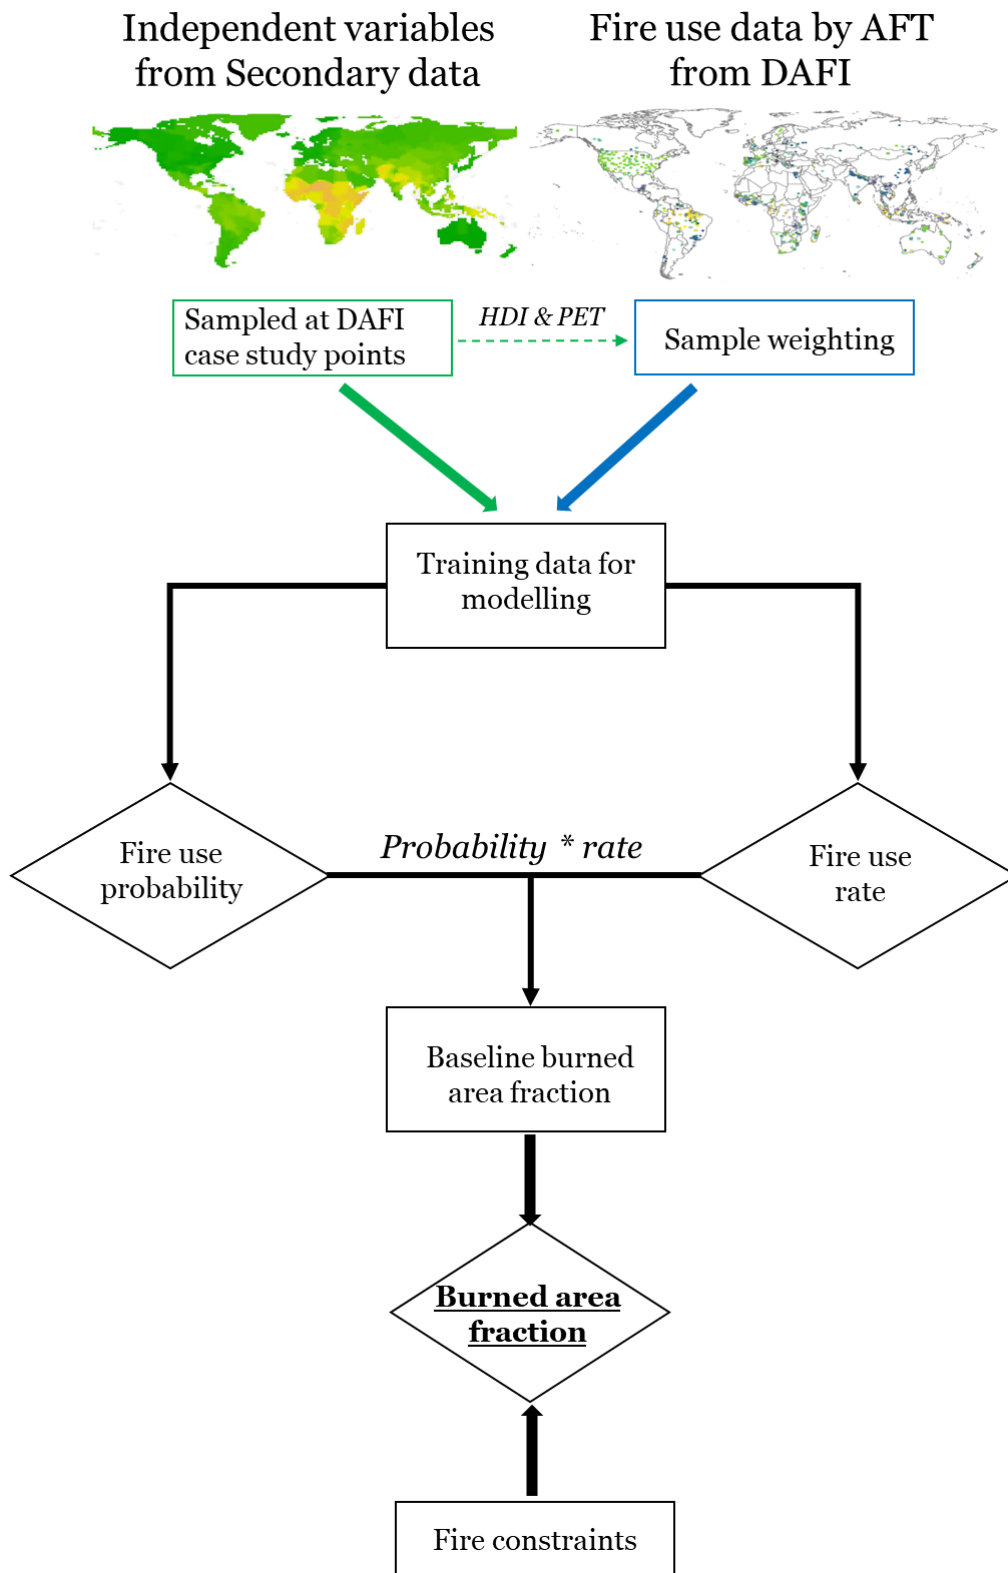 Independent variables
from Secondary data
Fire use data by AFT
from DAFI
Sampled at DAFI
case study points
HDI & PET
Sample weighting
Training data for
modelling
Fire use
probability
Probability * rate
Fire use
rate
Baseline burned
area fraction
Burned area
fraction
Fire constraints